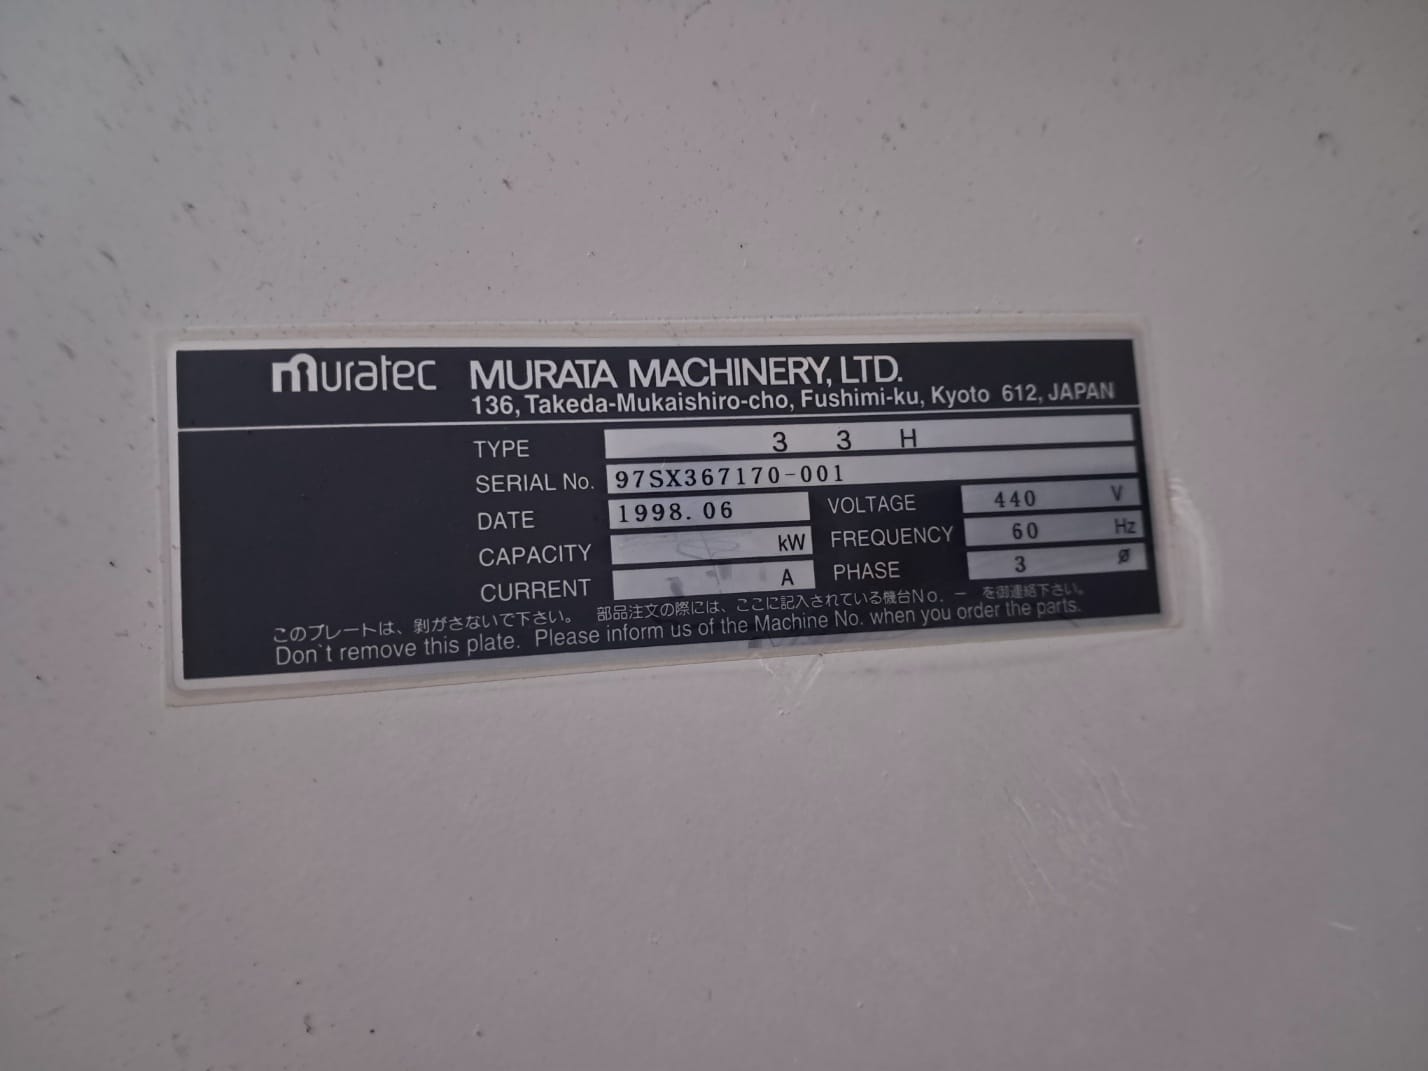 muratec MURATA MACHINERY, LTD.
136, Takeda-Mukaishiro-cho, Fushimi-ku, Kyoto 612, JAPAN
TYPE 3 3 H
SERIAL No. 97SX367170-001
DATE 1998.06 VOLTAGE 440 V
CAPACITY kW FREQUENCY 60 Hz
CURRENT A PHASE 3 ø
このプレートは、剥がさないで下さい。 部品注文の際には、ここに記入されている機台No. ー を御連絡下さい。
Don`t remove this plate. Please inform us of the Machine No. when you order the parts.